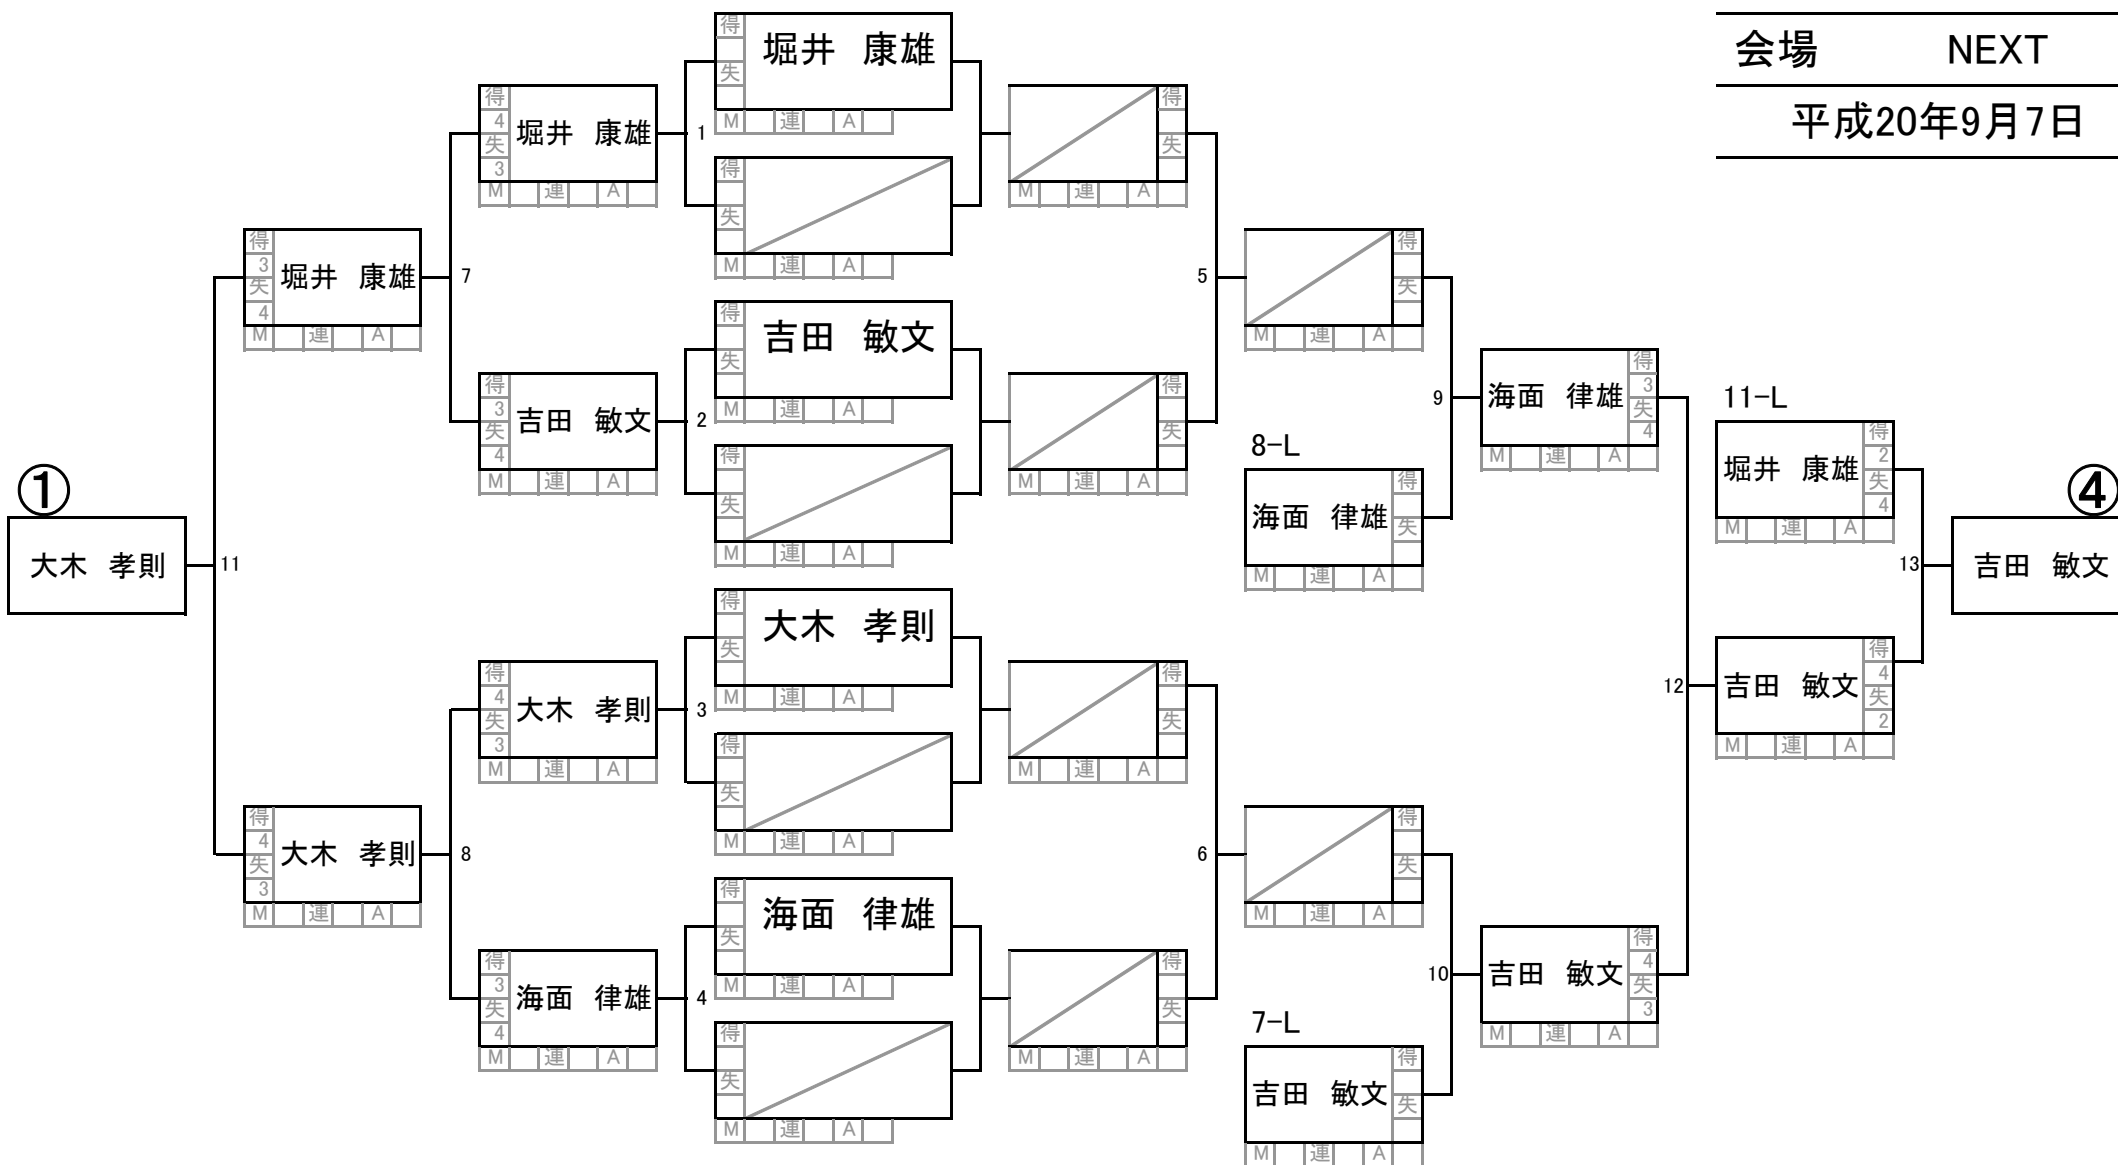 会場 NEXT
平成20年9月7日
①
大木 孝則
11
得 3 失 4
堀井 康雄
M 連 A
7
得 4 失 3
大木 孝則
M 連 A
8
得 4 失 3
堀井 康雄
M 連 A
1
得 3 失 4
吉田 敏文
M 連 A
2
得 4 失 3
大木 孝則
M 連 A
3
得 3 失 4
海面 律雄
M 連 A
4
得 失
堀井 康雄
M 連 A
得 失
M 連 A
得 失
吉田 敏文
M 連 A
得 失
M 連 A
得 失
大木 孝則
M 連 A
得 失
M 連 A
得 失
海面 律雄
M 連 A
得 失
M 連 A
得 失
M 連 A
得 失
M 連 A
5
得 失
M 連 A
得 失
M 連 A
6
得 失
M 連 A
8-L
海面 律雄
得 失
M 連 A
9
得 失
M 連 A
7-L
吉田 敏文
得 失
M 連 A
10
海面 律雄
得 3 失 4
M 連 A
吉田 敏文
得 4 失 3
M 連 A
12
11-L
堀井 康雄
得 2 失 4
M 連 A
吉田 敏文
得 4 失 2
M 連 A
13
④
吉田 敏文